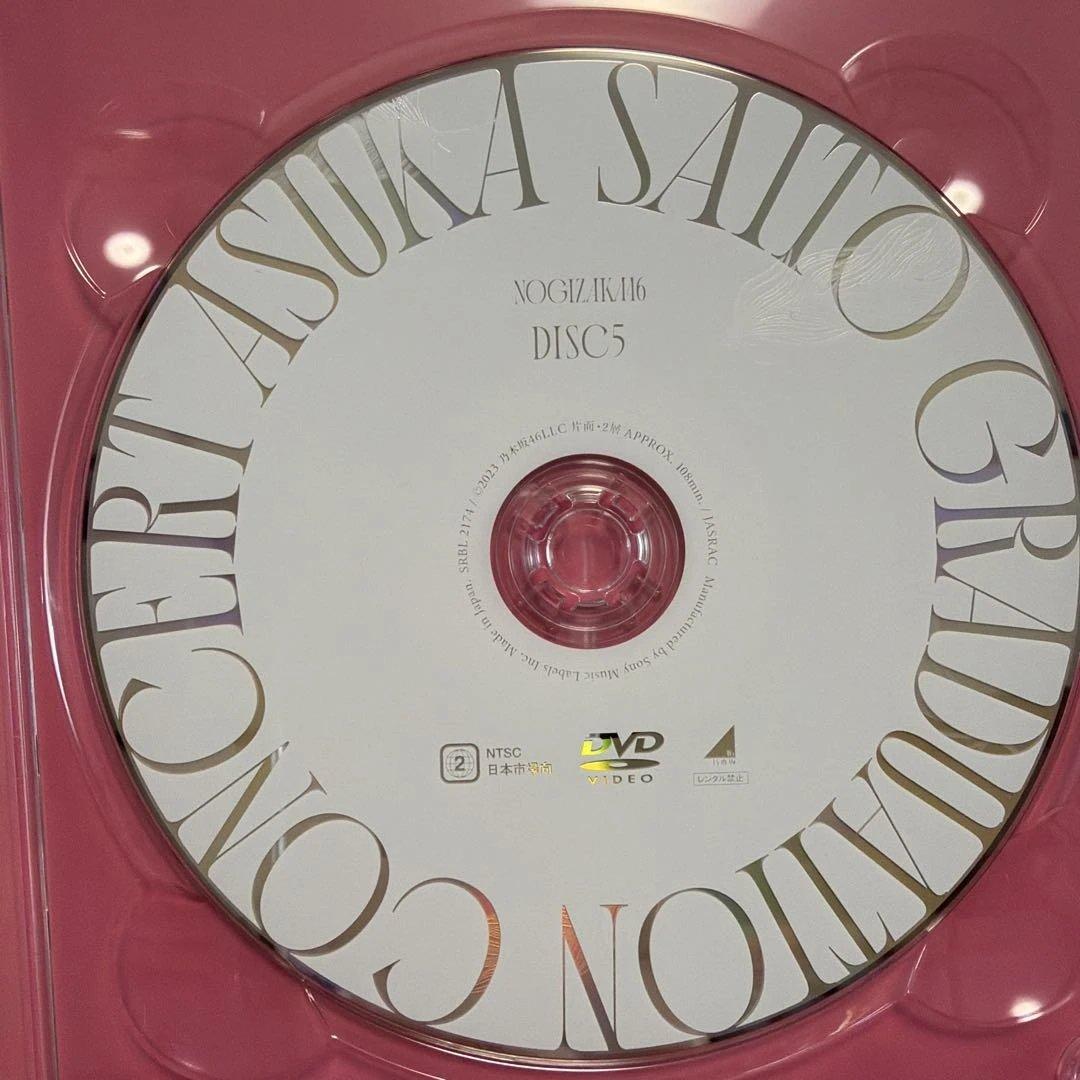 ASUKA SAITO GRADUATION CONCERT
NOGIZAKA46
DISC5
SRBL 2174 / ©2023 乃木坂46LLC 片面・2層 APPROX. 108min. / JASRAC Manufactured by Sony Music Labels Inc. Made in Japan.
2
NTSC
日本市場向
DVD
VIDEO
レンタル禁止